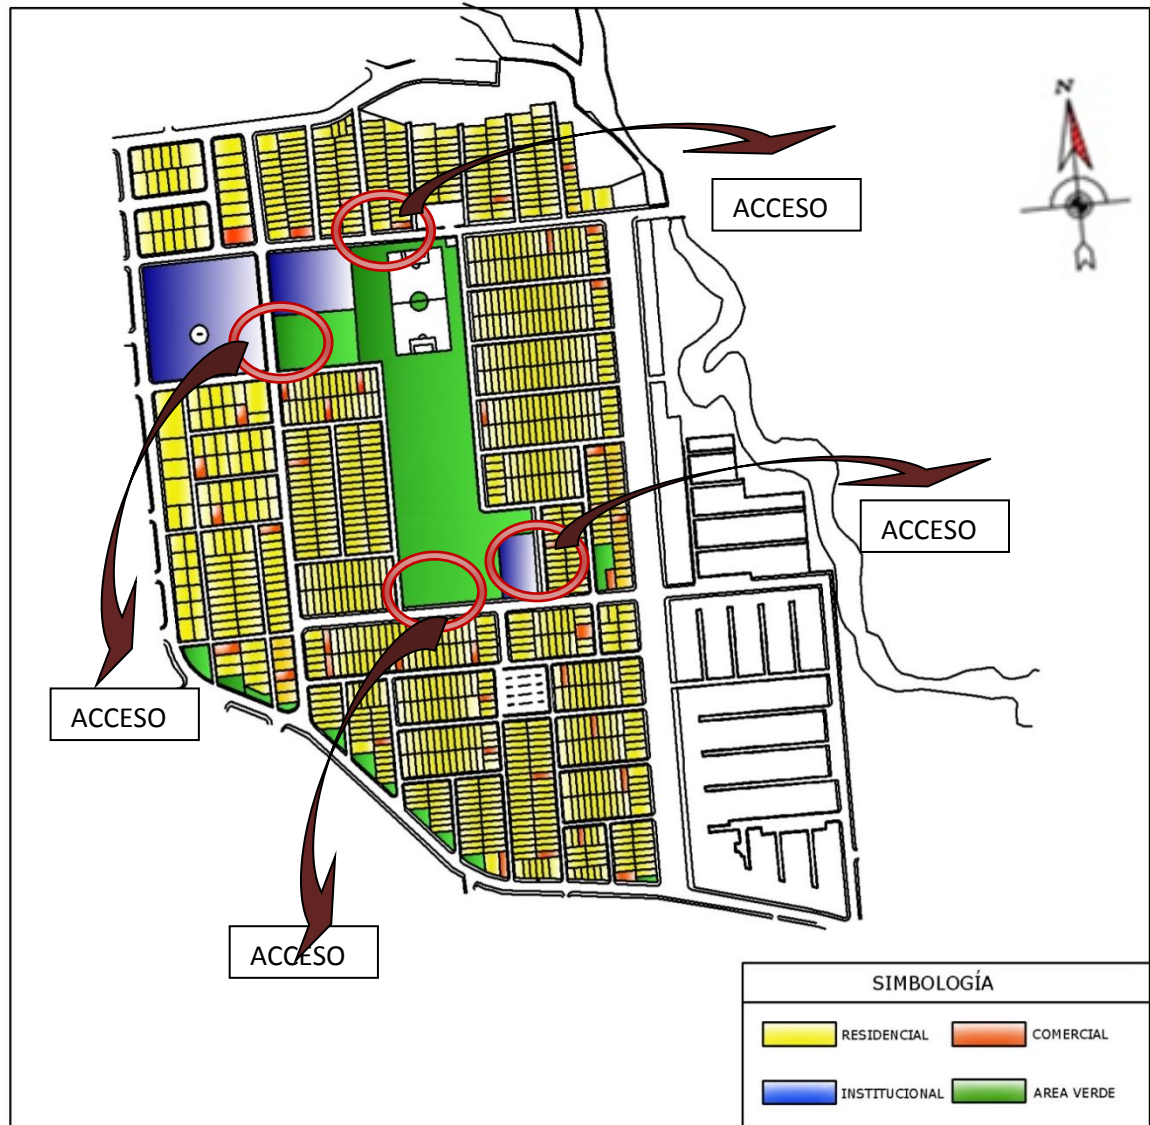 N
ACCESO
ACCESO
ACCESO
ACCESO
SIMBOLOGÍA
RESIDENCIAL
COMERCIAL
INSTITUCIONAL
AREA VERDE